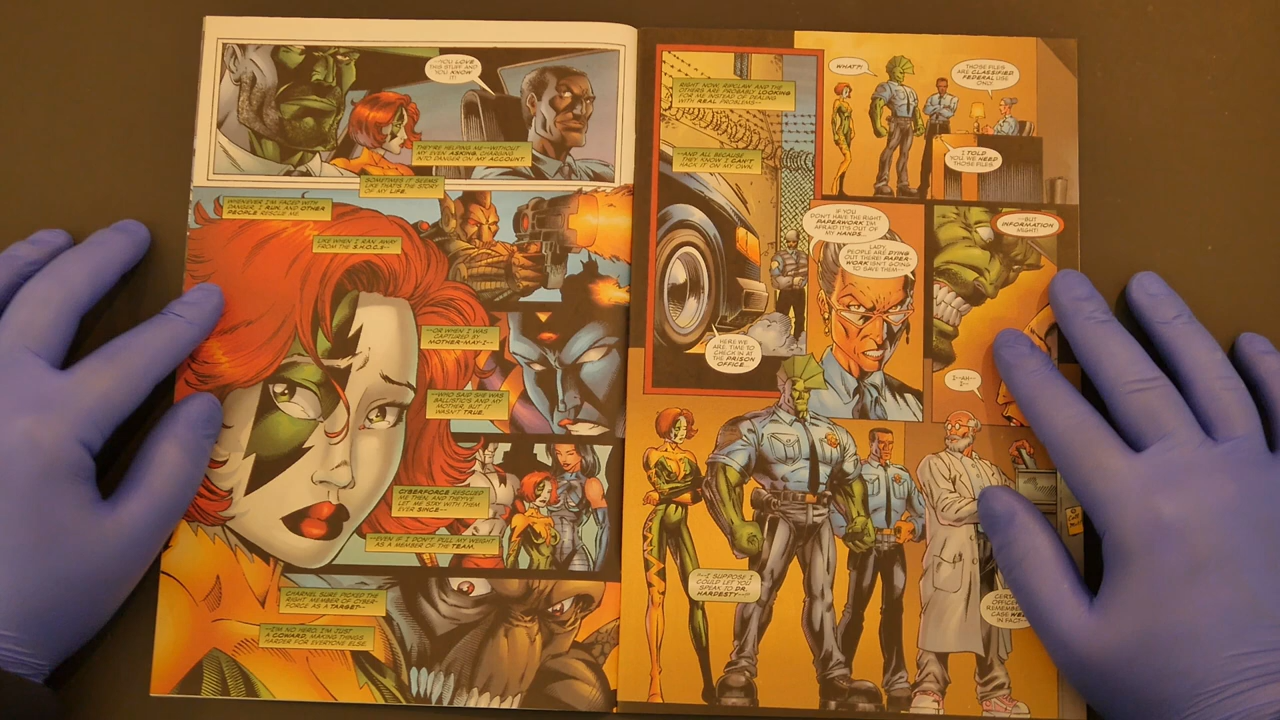 —YOU LOVE
THIS STUFF AND
YOU KNOW
IT!
THEY'RE HELPING ME—WITHOUT
MY EVEN ASKING, CHARGING
INTO DANGER ON MY ACCOUNT.
SOMETIMES IT SEEMS
LIKE THAT'S THE STORY
OF MY LIFE.
WHENEVER I'M FACED WITH
DANGER, I RUN, AND OTHER
PEOPLE RESCUE ME.
LIKE WHEN I RAN AWAY
FROM THE S.H.O.C.S—
—OR WHEN I WAS
CAPTURED BY
MOTHER-MAY-I—
—WHO SAID SHE WAS
BALLISTIC'S AND MY
MOTHER, BUT IT
WASN'T TRUE.
CYBERFORCE RESCUED
ME THEN, AND THEY'VE
LET ME STAY WITH THEM
EVER SINCE—
—EVEN IF I DON'T PULL MY WEIGHT
AS A MEMBER OF THE TEAM.
CHARNEL SURE PICKED THE
RIGHT MEMBER OF CYBER-
FORCE AS A TARGET—
—I'M NO HERO. I'M JUST
A COWARD, MAKING THINGS
HARDER FOR EVERYONE ELSE.
RIGHT NOW, RIPCLAW AND THE
OTHERS ARE PROBABLY LOOKING
FOR ME INSTEAD OF DEALING
WITH REAL PROBLEMS—
—AND ALL BECAUSE
THEY KNOW I CAN'T
HACK IT ON MY OWN.
HERE WE
ARE. TIME TO
CHECK IN AT
THE PRISON
OFFICE...
WHAT?!
THOSE FILES
ARE CLASSIFIED.
FEDERAL USE
ONLY.
I TOLD
YOU, WE NEED
THOSE FILES.
IF YOU
DON'T HAVE THE RIGHT
PAPERWORK I'M
AFRAID IT'S OUT OF
MY HANDS...
LADY,
PEOPLE ARE DYING
OUT THERE! PAPER-
WORK ISN'T GOING
TO SAVE THEM—
—BUT
INFORMATION
MIGHT!
I—AH—
I—
—I SUPPOSE I
COULD LET YOU
SPEAK TO DR.
HARDESTY—
CERT
OFFICE
REMEMB
CASE WE
IN FACT—